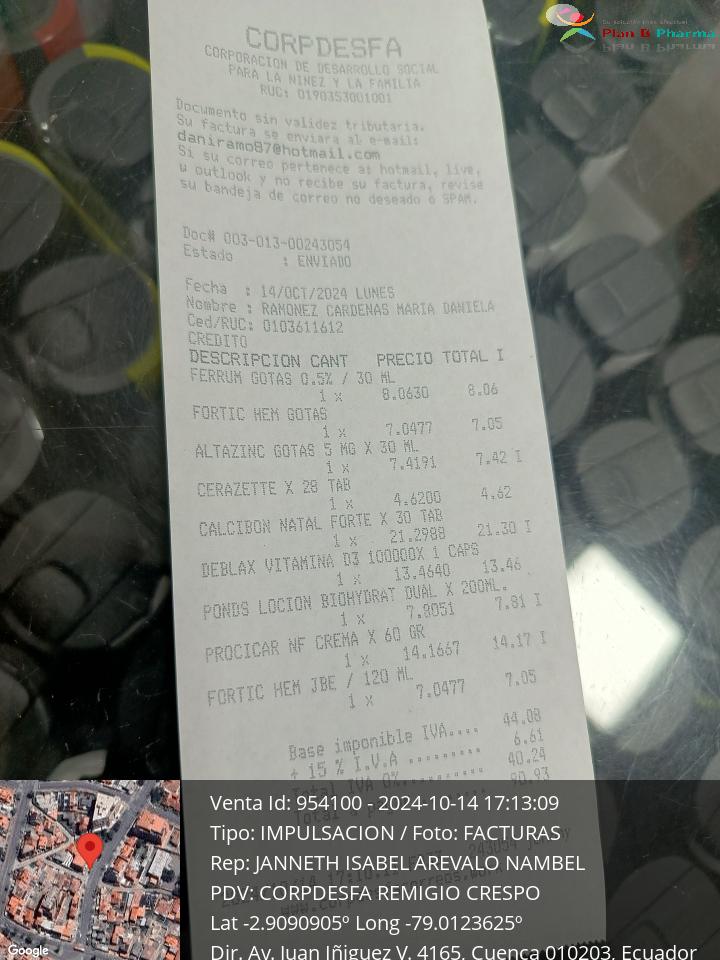 Su solución más efectiva!
Plan B Pharma
CORPDESFA
CORPORACION DE DESARROLLO SOCIAL
PARA LA NINEZ Y LA FAMILIA
RUC: 0190353001001
Documento sin validez tributaria.
Su factura se enviara al e-mail:
daniramo87@hotmail.com
Si su correo pertenece a: hotmail, live,
u outlook y no recibe su factura, revise
su bandeja de correo no deseado o SPAM.
Doc# 003-013-00243054
Estado : ENVIADO
Fecha : 14/OCT/2024 LUNES
Nombre : RAMONEZ CARDENAS MARIA DANIELA
Ced/RUC: 0103611612
CREDITO
DESCRIPCION CANT PRECIO TOTAL I
FERRUM GOTAS 0.5% / 30 ML
1 x 8.0630 8.06
FORTIC HEM GOTAS
1 x 7.0477 7.05
ALTAZINC GOTAS 5 MG X 30 ML
1 x 7.4191 7.42 I
CERAZETTE X 28 TAB
1 x 4.6200 4.62
CALCIBON NATAL FORTE X 30 TAB
1 x 21.2988 21.30 I
DEBLAX VITAMINA D3 100000X 1 CAPS
1 x 13.4640 13.46
PONDS LOCION BIOHYDRAT DUAL X 200ML.
1 x 7.8051 7.81 I
PROCICAR NF CREMA X 60 GR
1 x 14.1667 14.17 I
FORTIC HEM JBE / 120 ML
1 x 7.0477 7.05
Base imponible IVA.... 44.08
+ 15 % I.V.A ......... 6.61
Total IVA 0%.......... 40.24
90.93
Venta Id: 954100 - 2024-10-14 17:13:09
Tipo: IMPULSACION / Foto: FACTURAS
Rep: JANNETH ISABEL AREVALO NAMBEL
PDV: CORPDESFA REMIGIO CRESPO
Lat -2.9090905º Long -79.0123625º
Dir. Av. Juan Iñiguez V. 4165, Cuenca 010203, Ecuador
Google